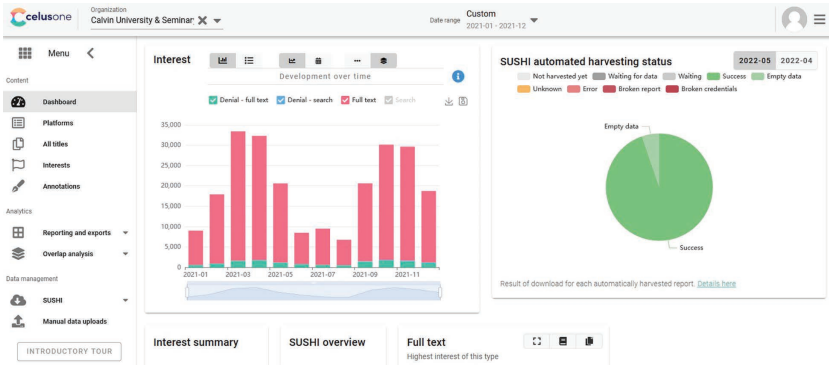 celusone
Organization
Calvin University & Seminar
Date range
Custom
2021-01 - 2021-12
Menu
Content
Dashboard
Platforms
All titles
Interests
Annotations
Analytics
Reporting and exports
Overlap analysis
Data management
SUSHI
Manual data uploads
INTRODUCTORY TOUR
Interest
Development over time
Denial - full text Denial - search Full text Search
35,000
30,000
25,000
20,000
15,000
10,000
5,000
0
2021-01 2021-03 2021-05 2021-07 2021-09 2021-11
SUSHI automated harvesting status
2022-05 2022-04
Not harvested yet Waiting for data Waiting Success Empty data
Unknown Error Broken report Broken credentials
Empty data
Success
Result of download for each automatically harvested report. Details here
Interest summary
SUSHI overview
Full text
Highest interest of this type